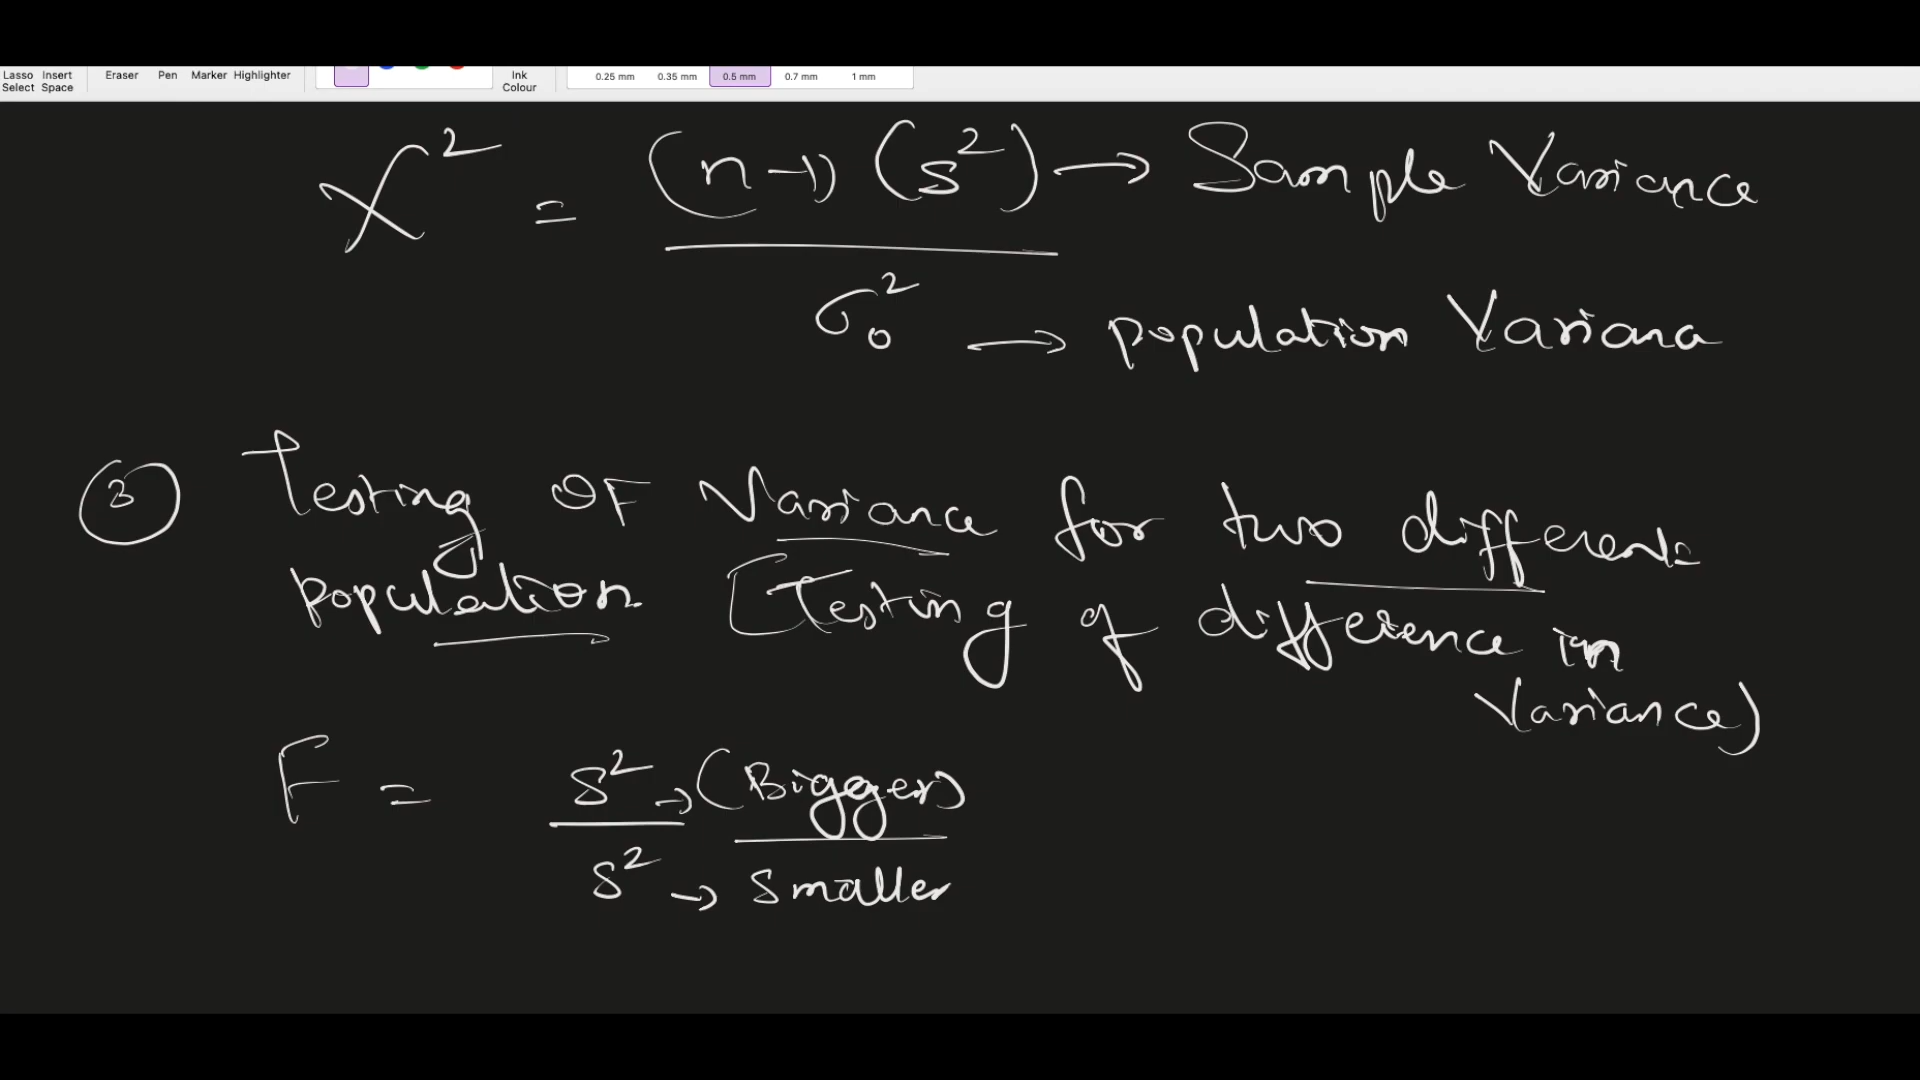 Lasso Select Insert Space Eraser Pen Marker Highlighter Ink Colour 0.25 mm 0.35 mm 0.5 mm 0.7 mm 1 mm
X² = (n-1) (s²) → Sample Variance
σ₀² → population Variana
③ Testing OF Variance for two different
population [Testing of difference in
Variance)
F = s² → (Bigger)
s² → Smaller